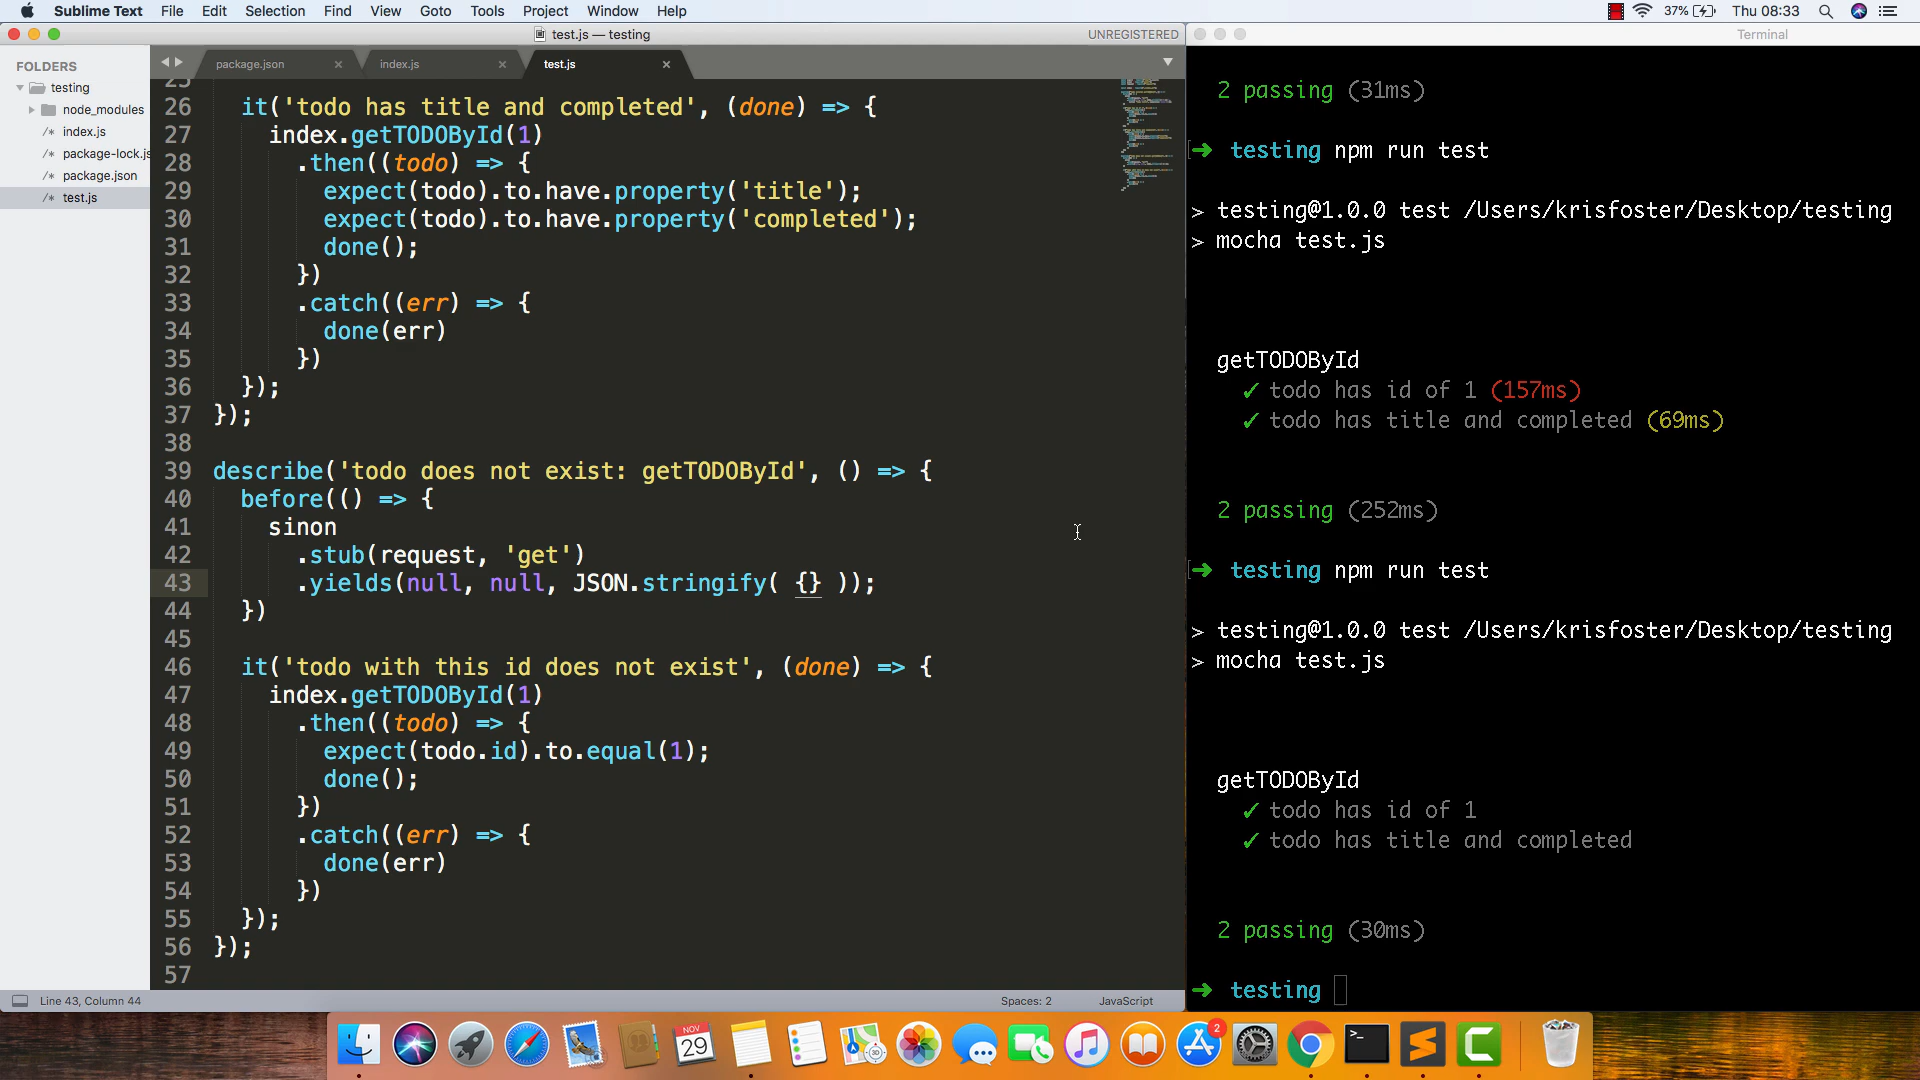 Sublime Text File Edit Selection Find View Goto Tools Project Window Help 37% Thu 08:33
test.js — testing UNREGISTERED
Terminal
FOLDERS
testing
node_modules
index.js
package-lock.js
package.json
test.js
package.json index.js test.js
25
26 it('todo has title and completed', (done) => {
27 index.getTODOById(1)
28 .then((todo) => {
29 expect(todo).to.have.property('title');
30 expect(todo).to.have.property('completed');
31 done();
32 })
33 .catch((err) => {
34 done(err)
35 })
36 });
37 });
38
39 describe('todo does not exist: getTODOById', () => {
40 before(() => {
41 sinon
42 .stub(request, 'get')
43 .yields(null, null, JSON.stringify( {} ));
44 })
45
46 it('todo with this id does not exist', (done) => {
47 index.getTODOById(1)
48 .then((todo) => {
49 expect(todo.id).to.equal(1);
50 done();
51 })
52 .catch((err) => {
53 done(err)
54 })
55 });
56 });
57
Line 43, Column 44 Spaces: 2 JavaScript
2 passing (31ms)
➜ testing npm run test
> testing@1.0.0 test /Users/krisfoster/Desktop/testing
> mocha test.js
getTODOById
✓ todo has id of 1 (157ms)
✓ todo has title and completed (69ms)
2 passing (252ms)
➜ testing npm run test
> testing@1.0.0 test /Users/krisfoster/Desktop/testing
> mocha test.js
getTODOById
✓ todo has id of 1
✓ todo has title and completed
2 passing (30ms)
➜ testing
NOV
29
3D
2